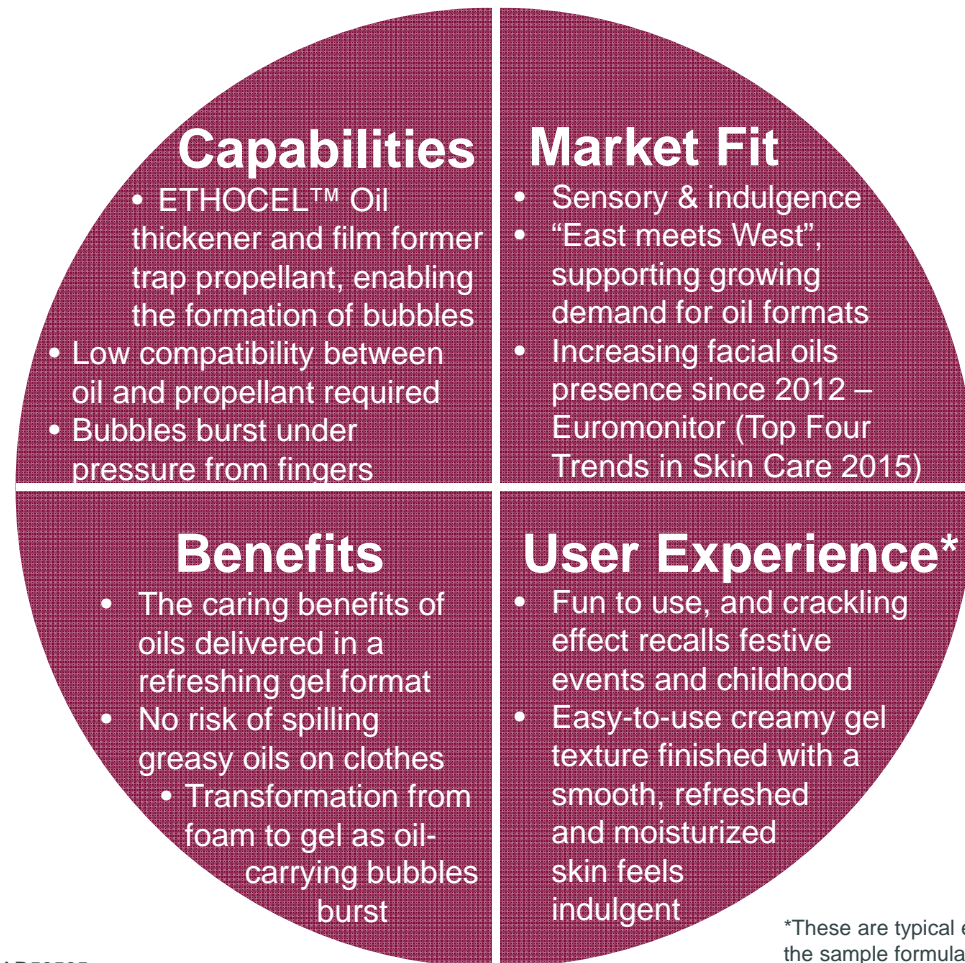 Capabilities
• ETHOCEL™ Oil
thickener and film former
trap propellant, enabling
the formation of bubbles
• Low compatibility between
oil and propellant required
• Bubbles burst under
pressure from fingers
Market Fit
• Sensory & indulgence
• “East meets West”,
supporting growing
demand for oil formats
• Increasing facial oils
presence since 2012 –
Euromonitor (Top Four
Trends in Skin Care 2015)
Benefits
• The caring benefits of
oils delivered in a
refreshing gel format
• No risk of spilling
greasy oils on clothes
• Transformation from
foam to gel as oil-
carrying bubbles
burst
User Experience*
• Fun to use, and crackling
effect recalls festive
events and childhood
• Easy-to-use creamy gel
texture finished with a
smooth, refreshed
and moisturized
skin feels
indulgent
*These are typical
the sample formula